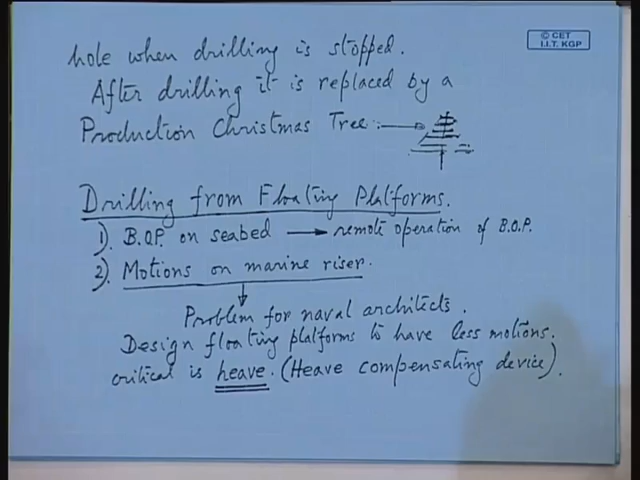 © CET
I.I.T. KGP
hole when drilling is stopped.
After drilling it is replaced by a
Production Christmas Tree.
Drilling from Floating Platforms.
1). B.O.P. on seabed → remote operation of B.O.P.
2). Motions on marine riser.
Problem for naval architects.
Design floating platforms to have less motions.
critical is heave. (Heave compensating device).